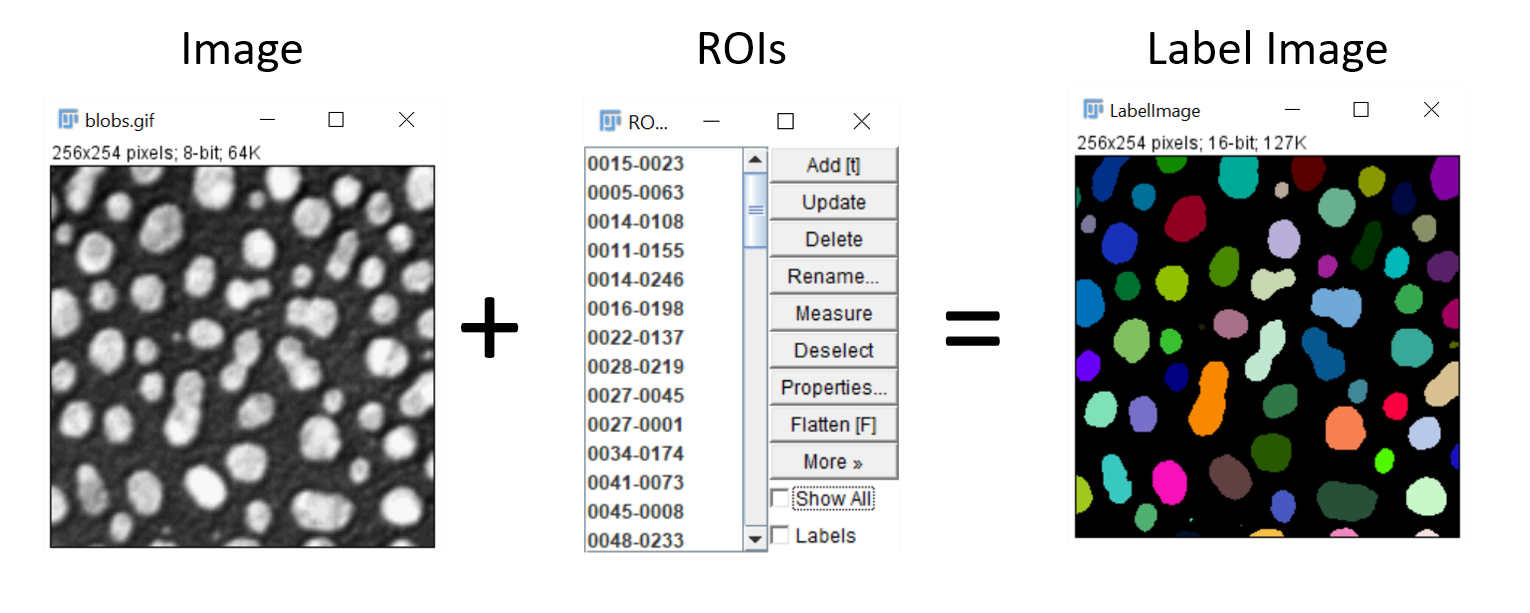 Image
ROIs
Label Image
blobs.gif
256x254 pixels; 8-bit; 64K
+
RO...
0015-0023
0005-0063
0014-0108
0011-0155
0014-0246
0016-0198
0022-0137
0028-0219
0027-0045
0027-0001
0034-0174
0041-0073
0045-0008
0048-0233
Add [t]
Update
Delete
Rename...
Measure
Deselect
Properties...
Flatten [F]
More »
Show All
Labels
=
LabelImage
256x254 pixels; 16-bit; 127K